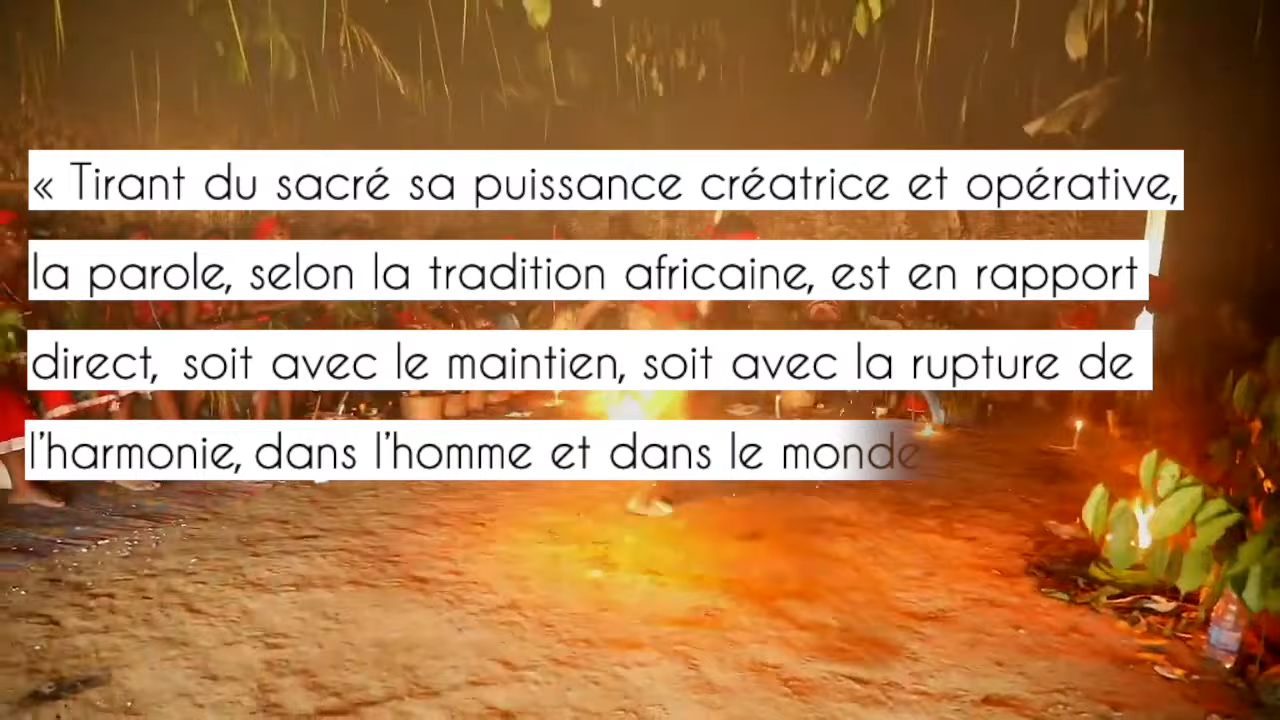 « Tirant du sacré sa puissance créatrice et opérative,
la parole, selon la tradition africaine, est en rapport
direct, soit avec le maintien, soit avec la rupture de
l'harmonie, dans l'homme et dans le monde